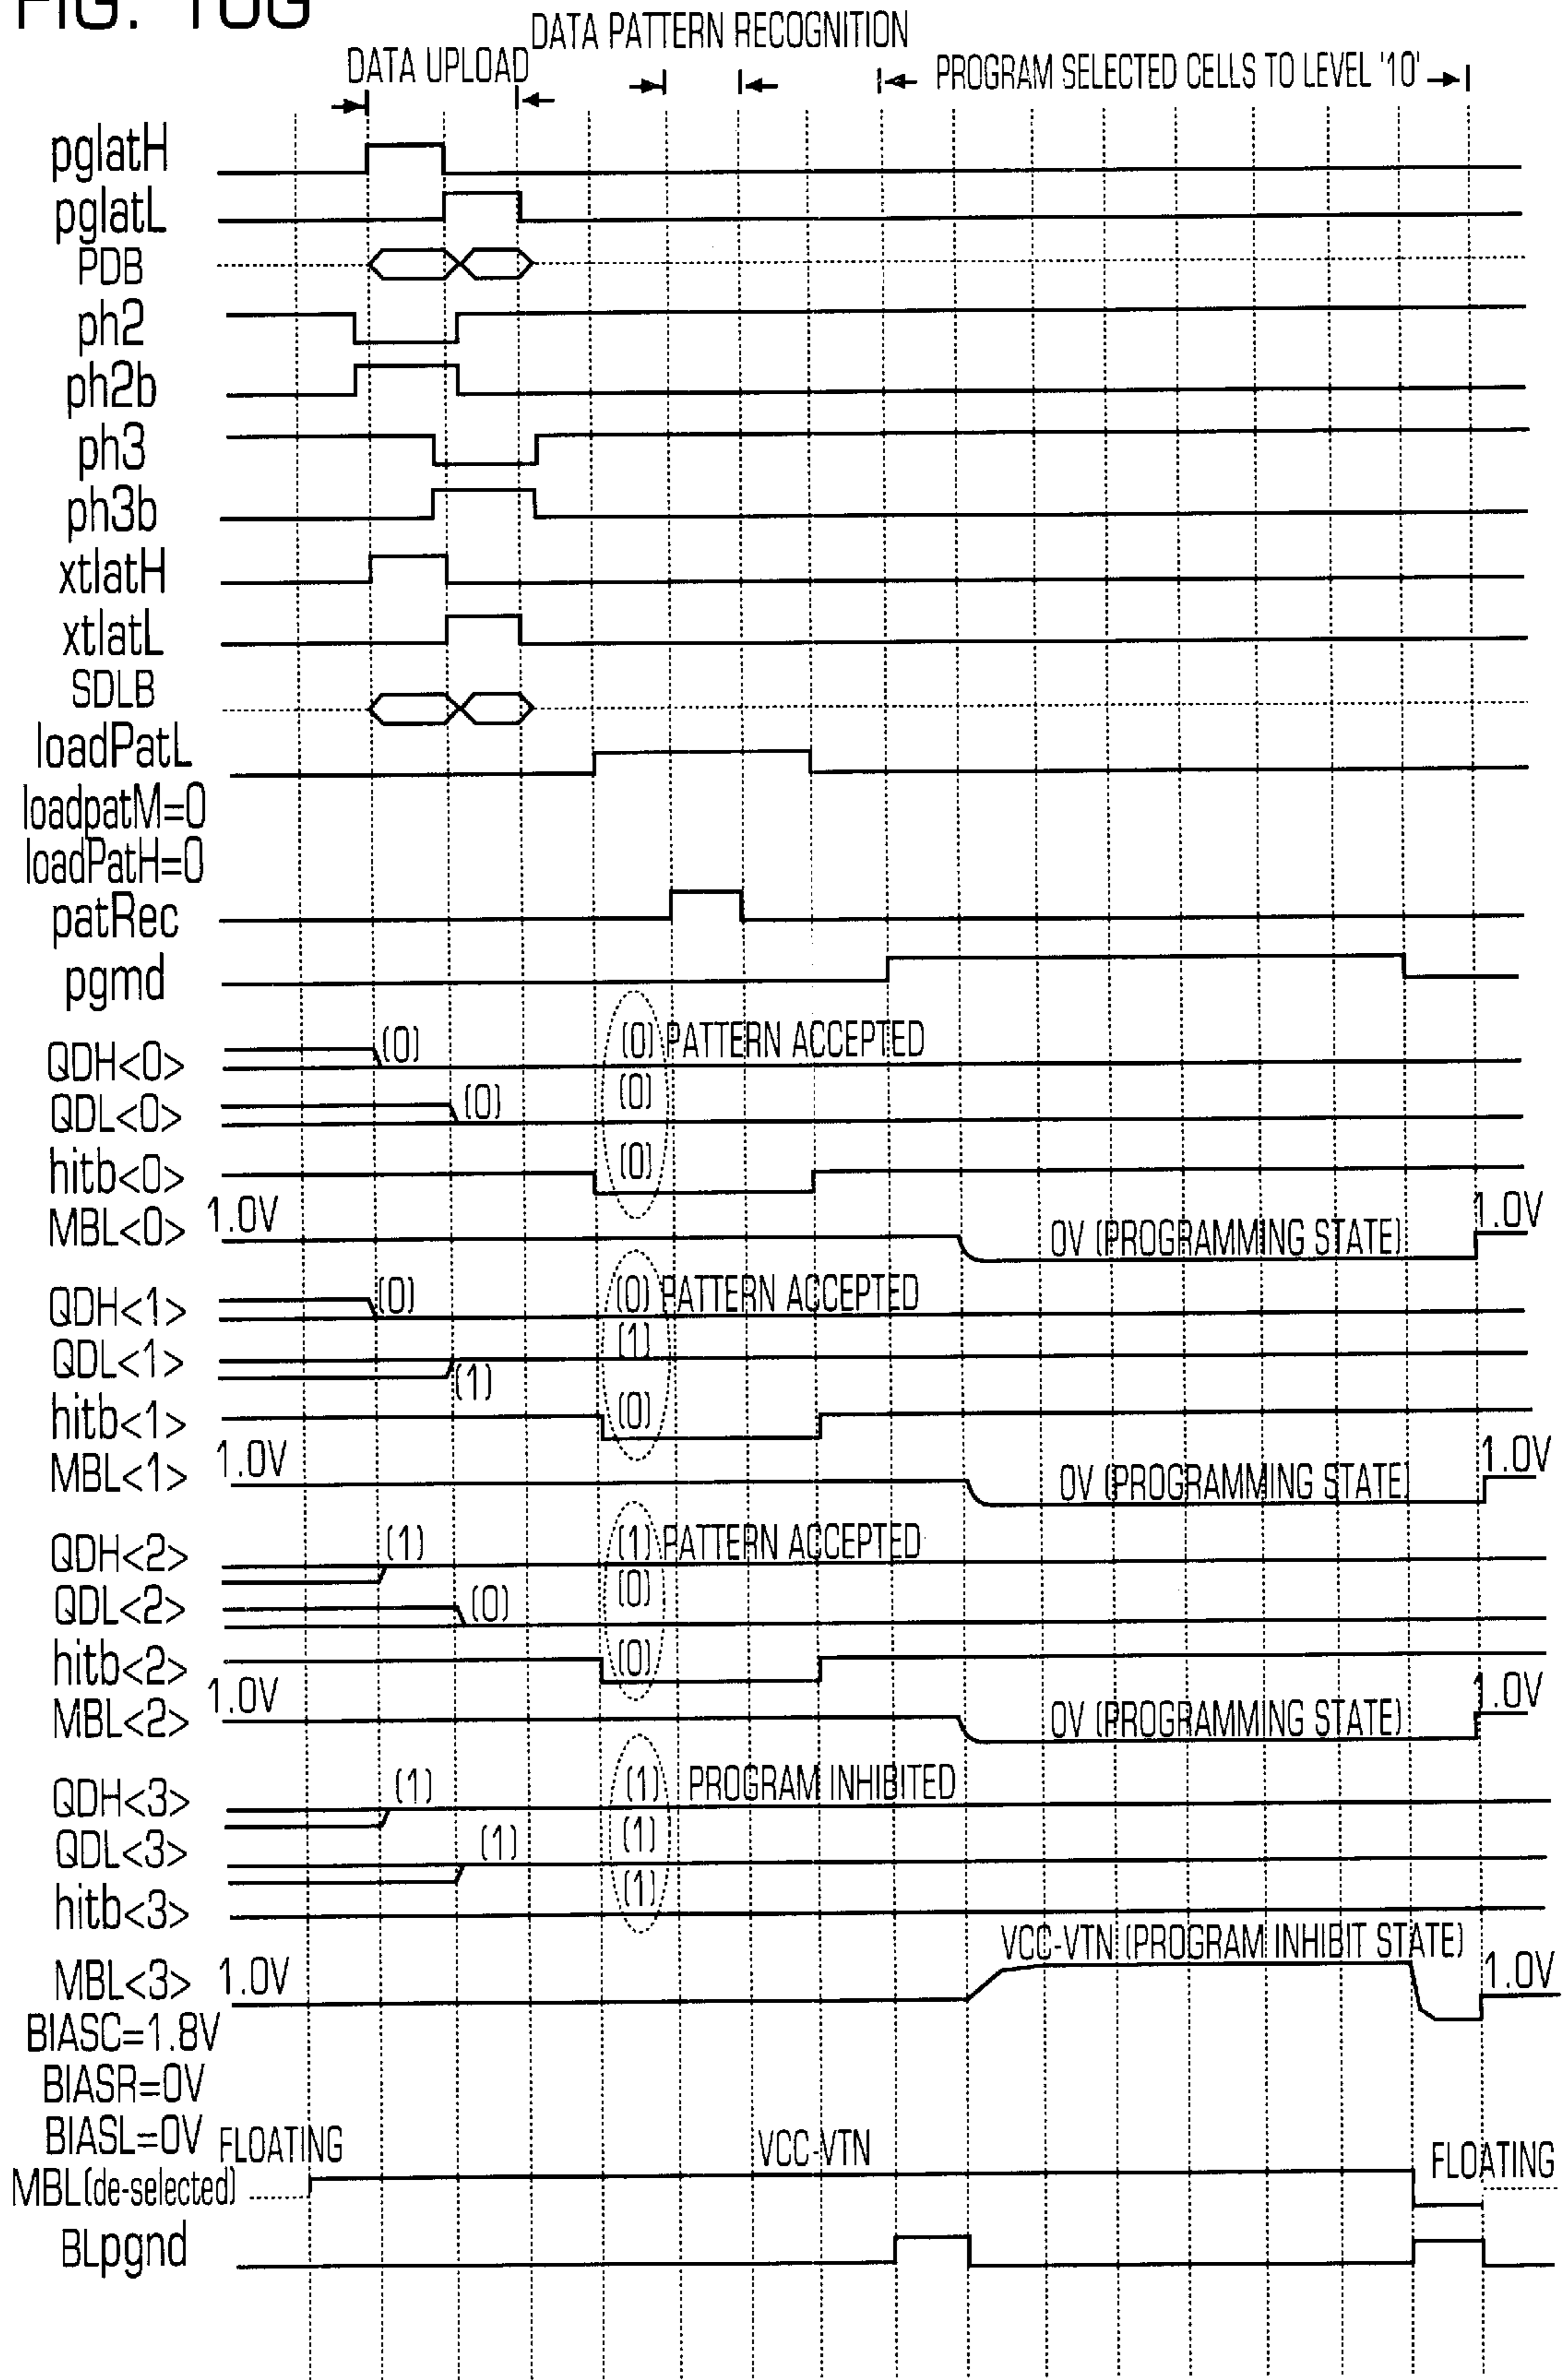 FIG. 10G
DATA PATTERN RECOGNITION
DATA UPLOAD
PROGRAM SELECTED CELLS TO LEVEL '10'
pglatH
pglatL
PDB
ph2
ph2b
ph3
ph3b
xtlatH
xtlatL
SDLB
loadPatL
loadpatM=0
loadPatH=0
patRec
pgmd
QDH<0> (0) (0) PATTERN ACCEPTED
QDL<0> (0) (0)
hitb<0> (0)
MBL<0> 1.0V 0V (PROGRAMMING STATE) 1.0V
QDH<1> (0) (0) PATTERN ACCEPTED
QDL<1> (1) (1)
hitb<1> (0)
MBL<1> 1.0V 0V (PROGRAMMING STATE) 1.0V
QDH<2> (1) (1) PATTERN ACCEPTED
QDL<2> (0) (0)
hitb<2> (0)
MBL<2> 1.0V 0V (PROGRAMMING STATE) 1.0V
QDH<3> (1) (1) PROGRAM INHIBITED
QDL<3> (1) (1)
hitb<3> (1)
VCC-VTN (PROGRAM INHIBIT STATE)
MBL<3> 1.0V 1.0V
BIASC=1.8V
BIASR=0V
BIASL=0V FLOATING VCC-VTN FLOATING
MBL(de-selected)
BLpgnd